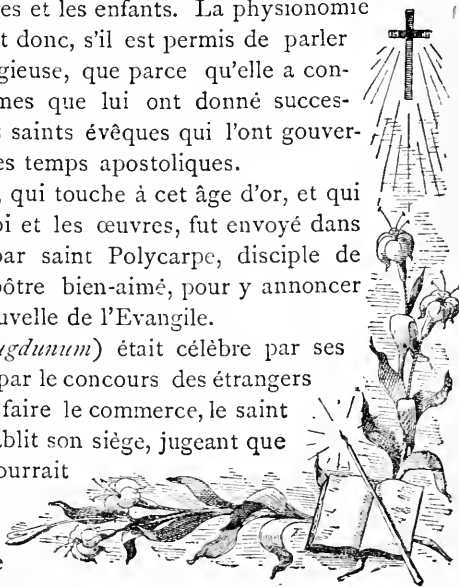 res et les enfants. La physionomie
t donc, s'il est permis de parler
gieuse, que parce qu'elle a con-
mes que lui ont donné succes-
s saints évêques qui l'ont gouver-
es temps apostoliques.
, qui touche à cet âge d'or, et qui
oi et les œuvres, fut envoyé dans
par saint Polycarpe, disciple de
pôtre bien-aimé, pour y annoncer
uvelle de l'Evangile.
ugdunum) était célèbre par ses
par le concours des étrangers
faire le commerce, le saint
ablit son siège, jugeant que
ourrait
e